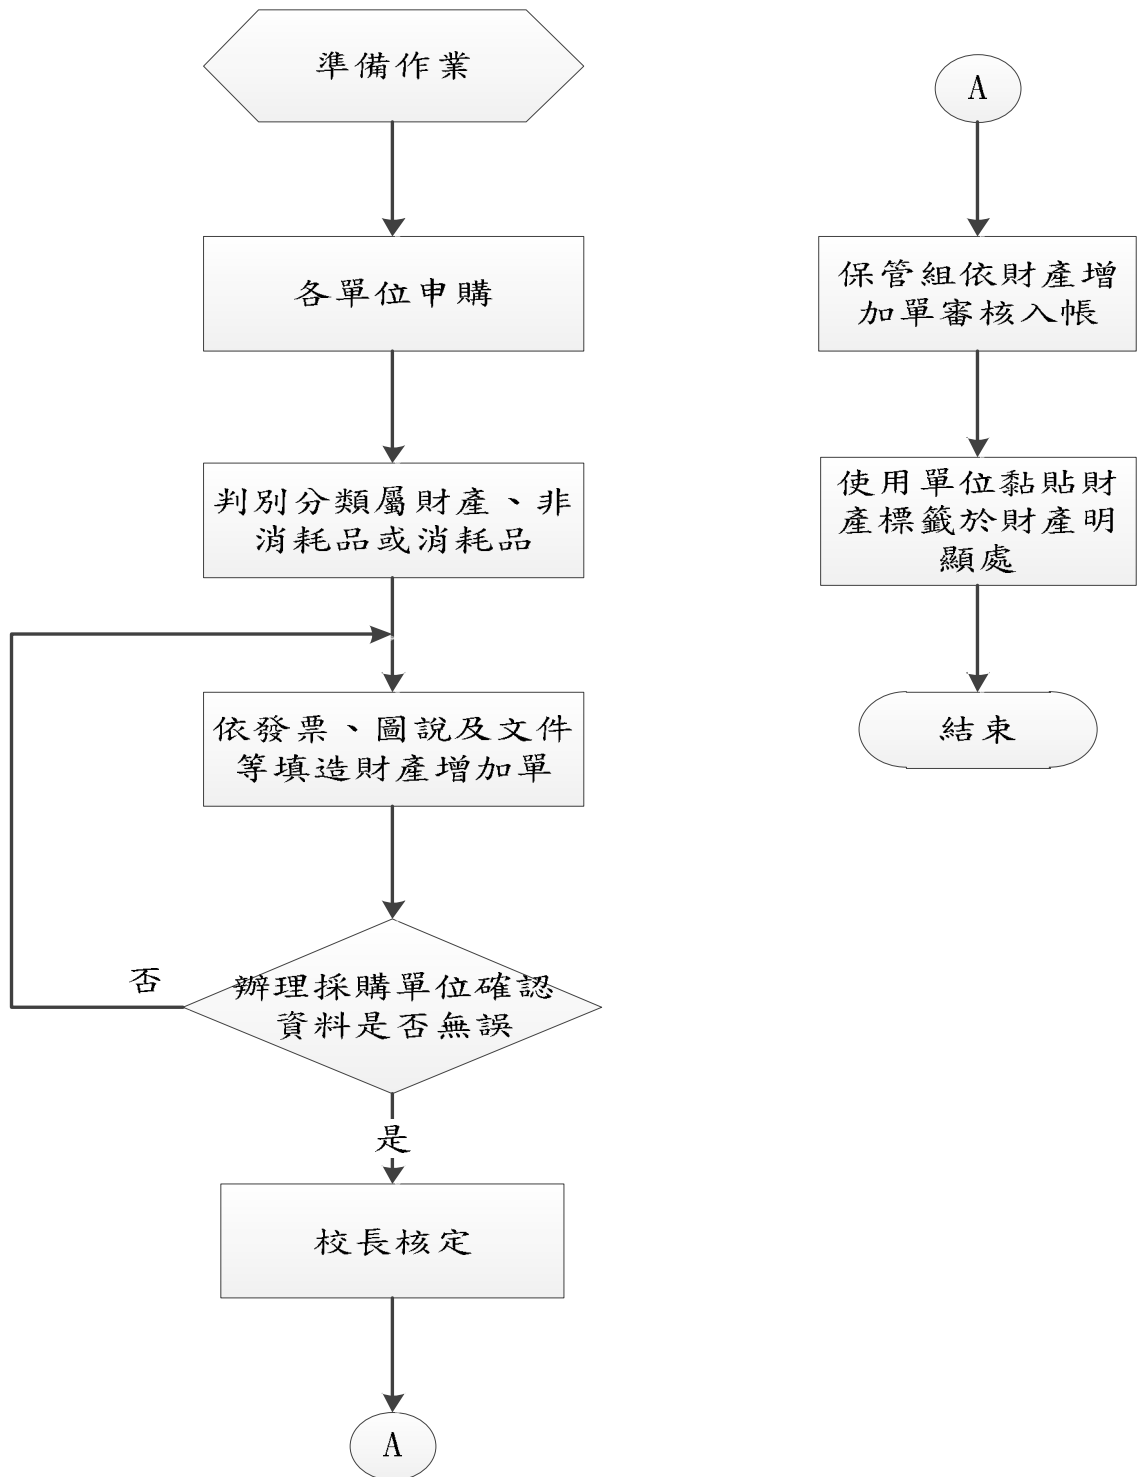 準備作業
各單位申購
判別分類屬財產、非
消耗品或消耗品
依發票、圖說及文件
等填造財產增加單
辦理採購單位確認
資料是否無誤
否
是
校長核定
A
A
保管組依財產增
加單審核入帳
使用單位黏貼財
產標籤於財產明
顯處
結束